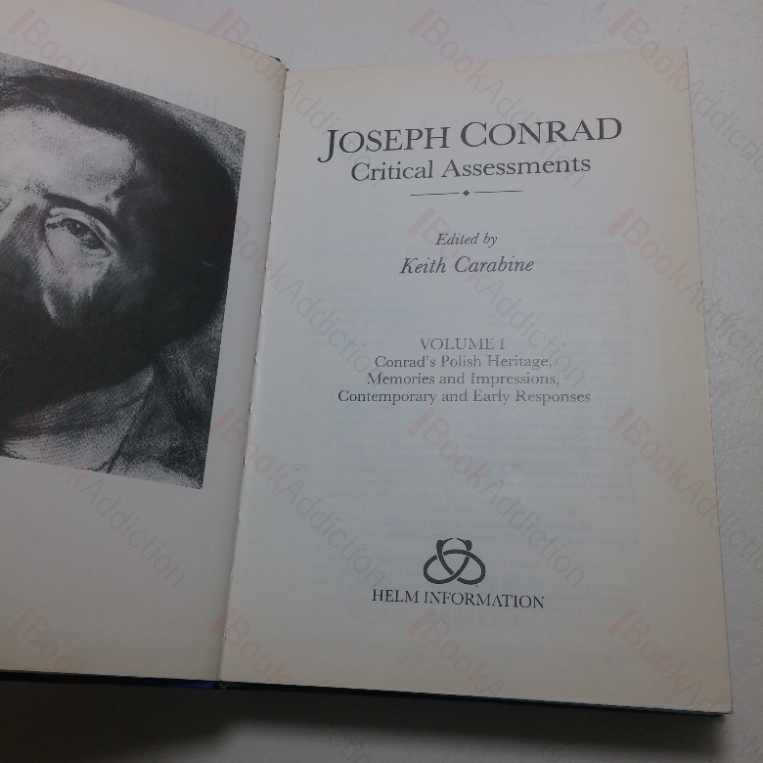 JOSEPH CONRAD
Critical Assessments
Edited by
Keith Carabine
VOLUME I
Conrad's Polish Heritage,
Memories and Impressions,
Contemporary and Early Responses
HELM INFORMATION
BookAddiction